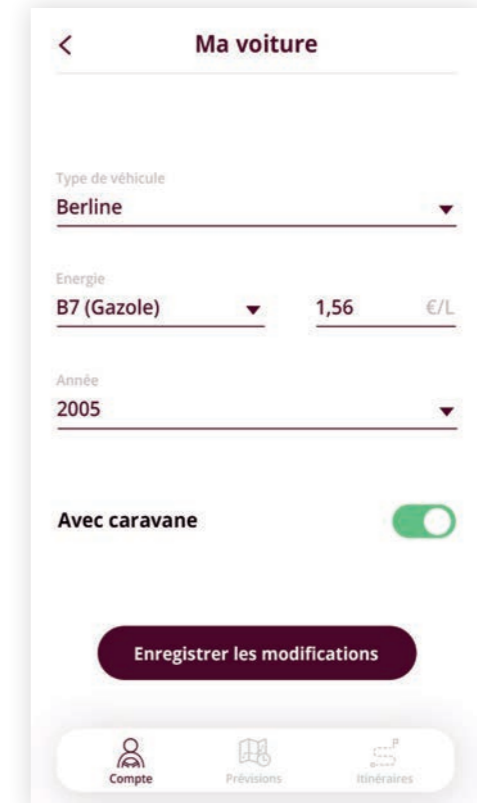 Ma voiture
Type de véhicule
Berline
Energie
B7 (Gazole) 1,56 €/L
Année
2005
Avec caravane
Enregistrer les modifications
Compte Prévisions Itinéraires